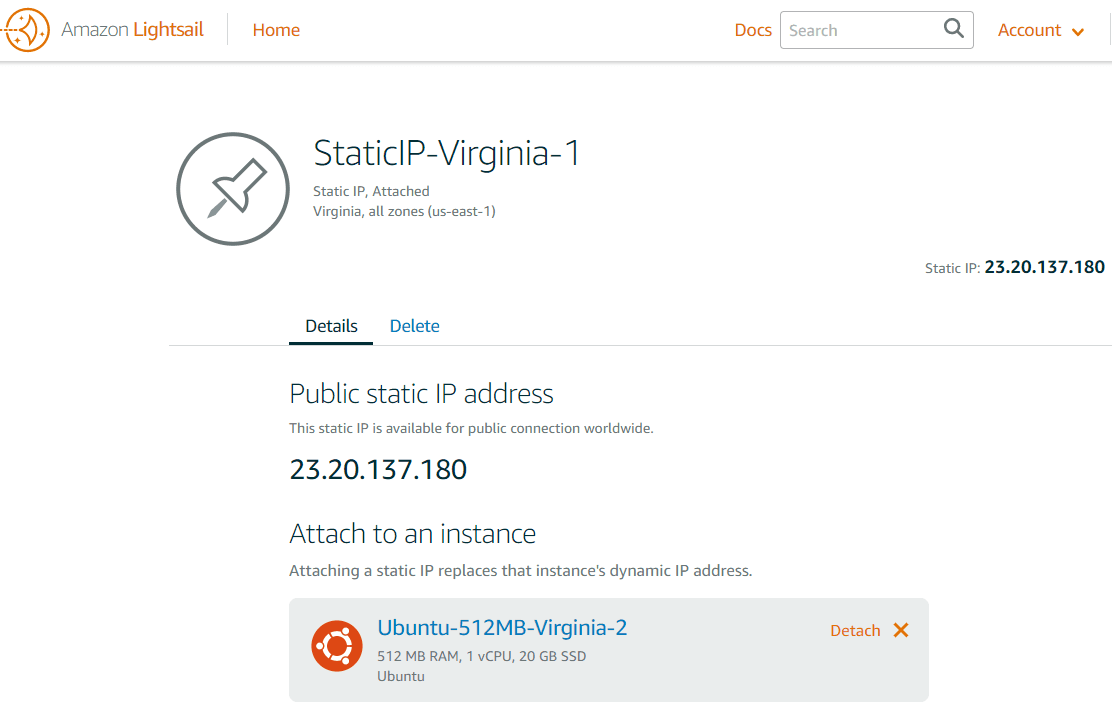 Amazon Lightsail Home Docs Search Account
StaticIP-Virginia-1
Static IP, Attached
Virginia, all zones (us-east-1)
Static IP: 23.20.137.180
Details Delete
Public static IP address
This static IP is available for public connection worldwide.
23.20.137.180
Attach to an instance
Attaching a static IP replaces that instance's dynamic IP address.
Ubuntu-512MB-Virginia-2 Detach
512 MB RAM, 1 vCPU, 20 GB SSD
Ubuntu